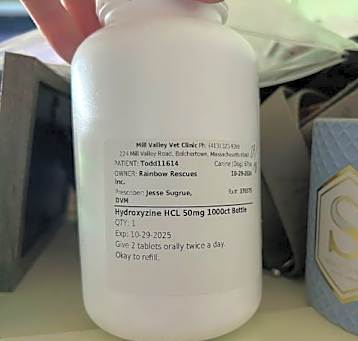 Mill Valley Vet Clinic Ph: (413)
224 Mill Valley Road, Belchertown, Massachusetts
PATIENT: Todd11614 Canine (Dog)
OWNER: Rainbow Rescues 10-29-2024
Inc.
Prescriber: Jesse Sugrue, Rx#:
DVM
Hydroxyzine HCL 50mg 1000ct Bottle
QTY: 1
Exp: 10-29-2025
Give 2 tablets orally twice a day.
Okay to refill.
S